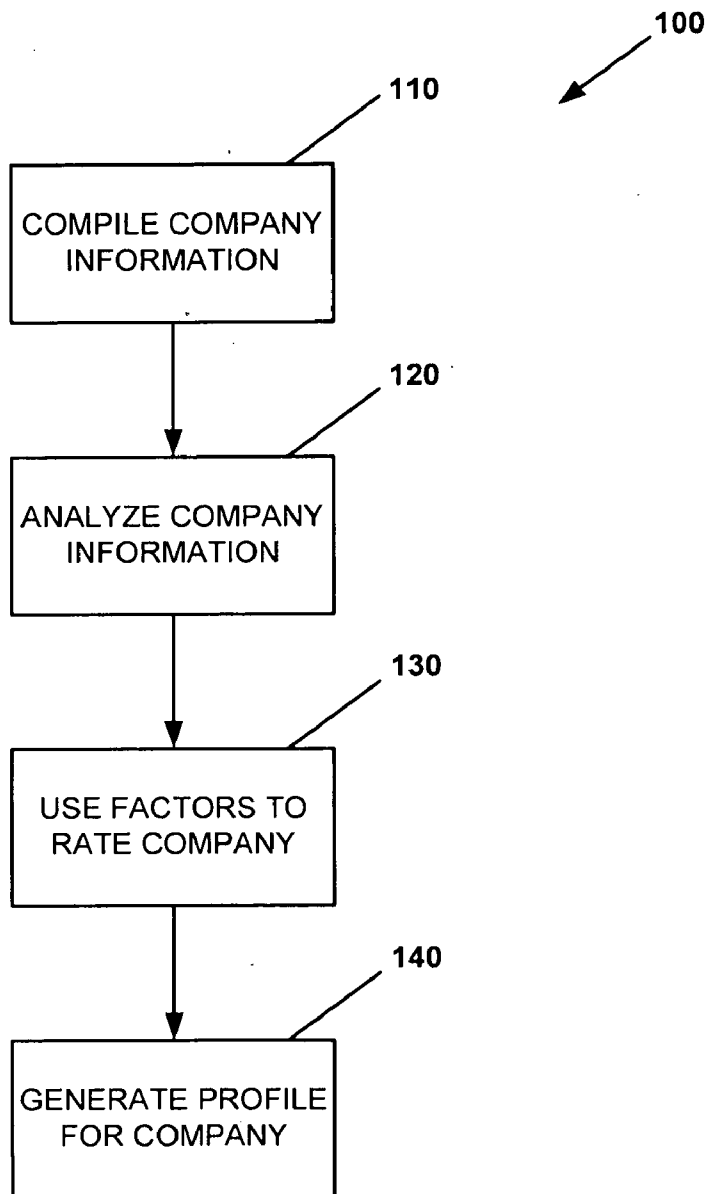 100
110
COMPILE COMPANY
INFORMATION
120
ANALYZE COMPANY
INFORMATION
130
USE FACTORS TO
RATE COMPANY
140
GENERATE PROFILE
FOR COMPANY